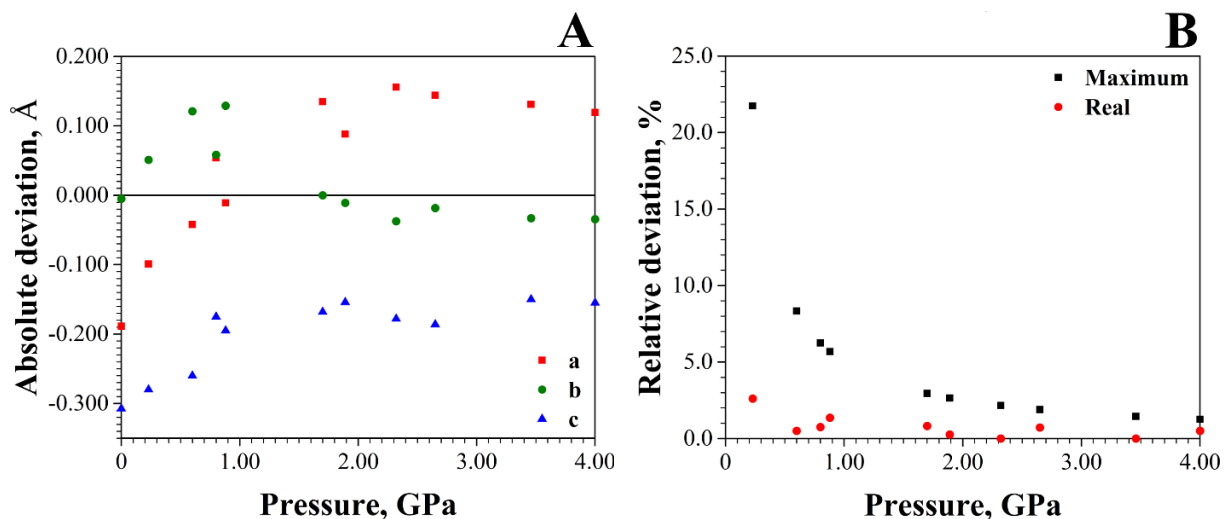 A
Absolute deviation, Å
0.200
0.100
0.000
-0.100
-0.200
-0.300
a
b
c
0
1.00
2.00
3.00
4.00
Pressure, GPa
B
Relative deviation, %
25.0
20.0
15.0
10.0
5.0
0.0
Maximum
Real
0
1.00
2.00
3.00
4.00
Pressure, GPa